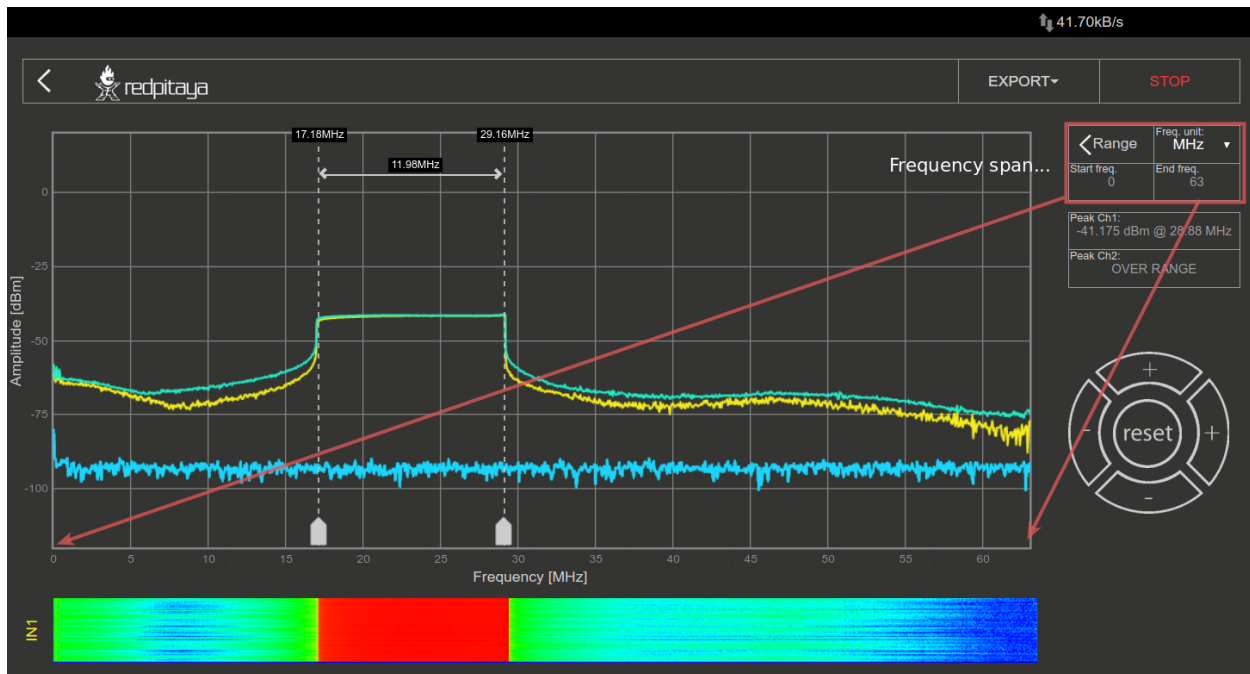 41.70kB/s
redpitaya
EXPORT
STOP
17.18MHz
29.16MHz
11.98MHz
Frequency span...
Range
Freq. unit:
MHz
Start freq.
0
End freq.
63
Peak Ch1:
-41.175 dBm @ 28.88 MHz
Peak Ch2:
OVER RANGE
Amplitude [dBm]
0
-25
-50
-75
-100
0 5 10 15 20 25 30 35 40 45 50 55 60
Frequency [MHz]
+
- reset +
-
IN1